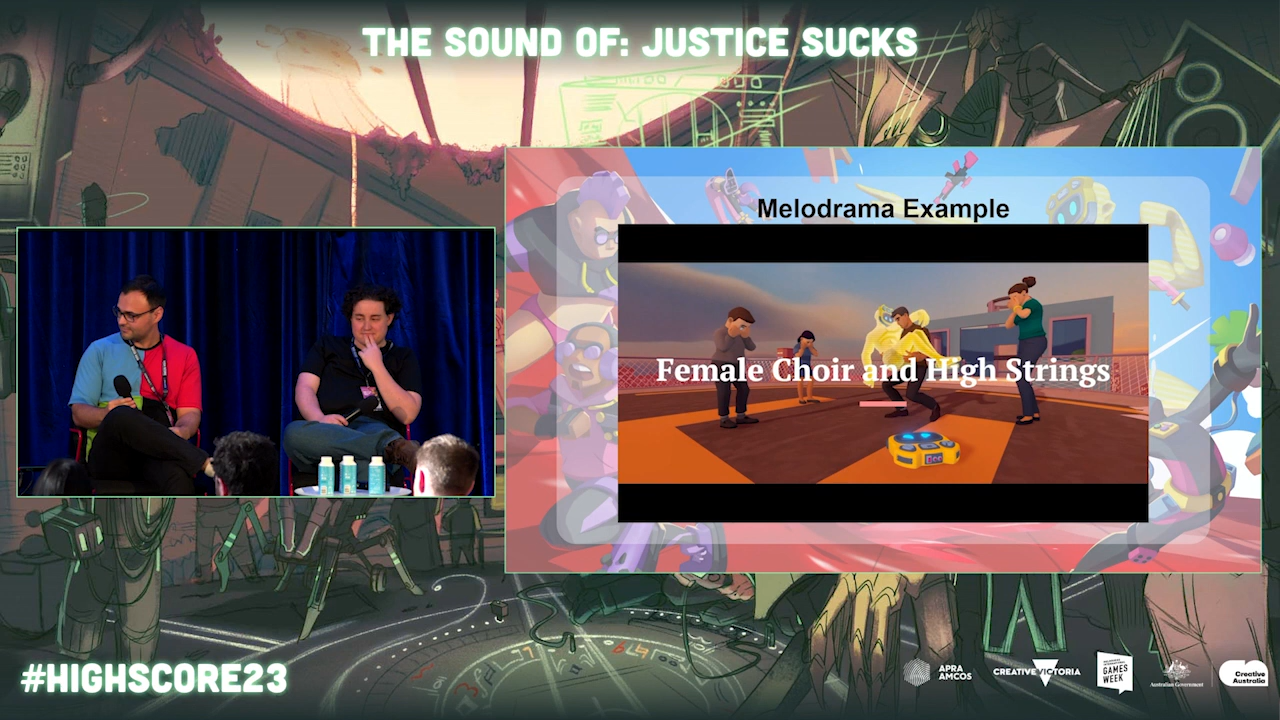 THE SOUND OF: JUSTICE SUCKS
Melodrama Example
Female Choir and High Strings
#HIGHSCORE23
APRA
AMCOS
CREATIVE VICTORIA
GAMES
WEEK
Australian Government
Creative
Australia